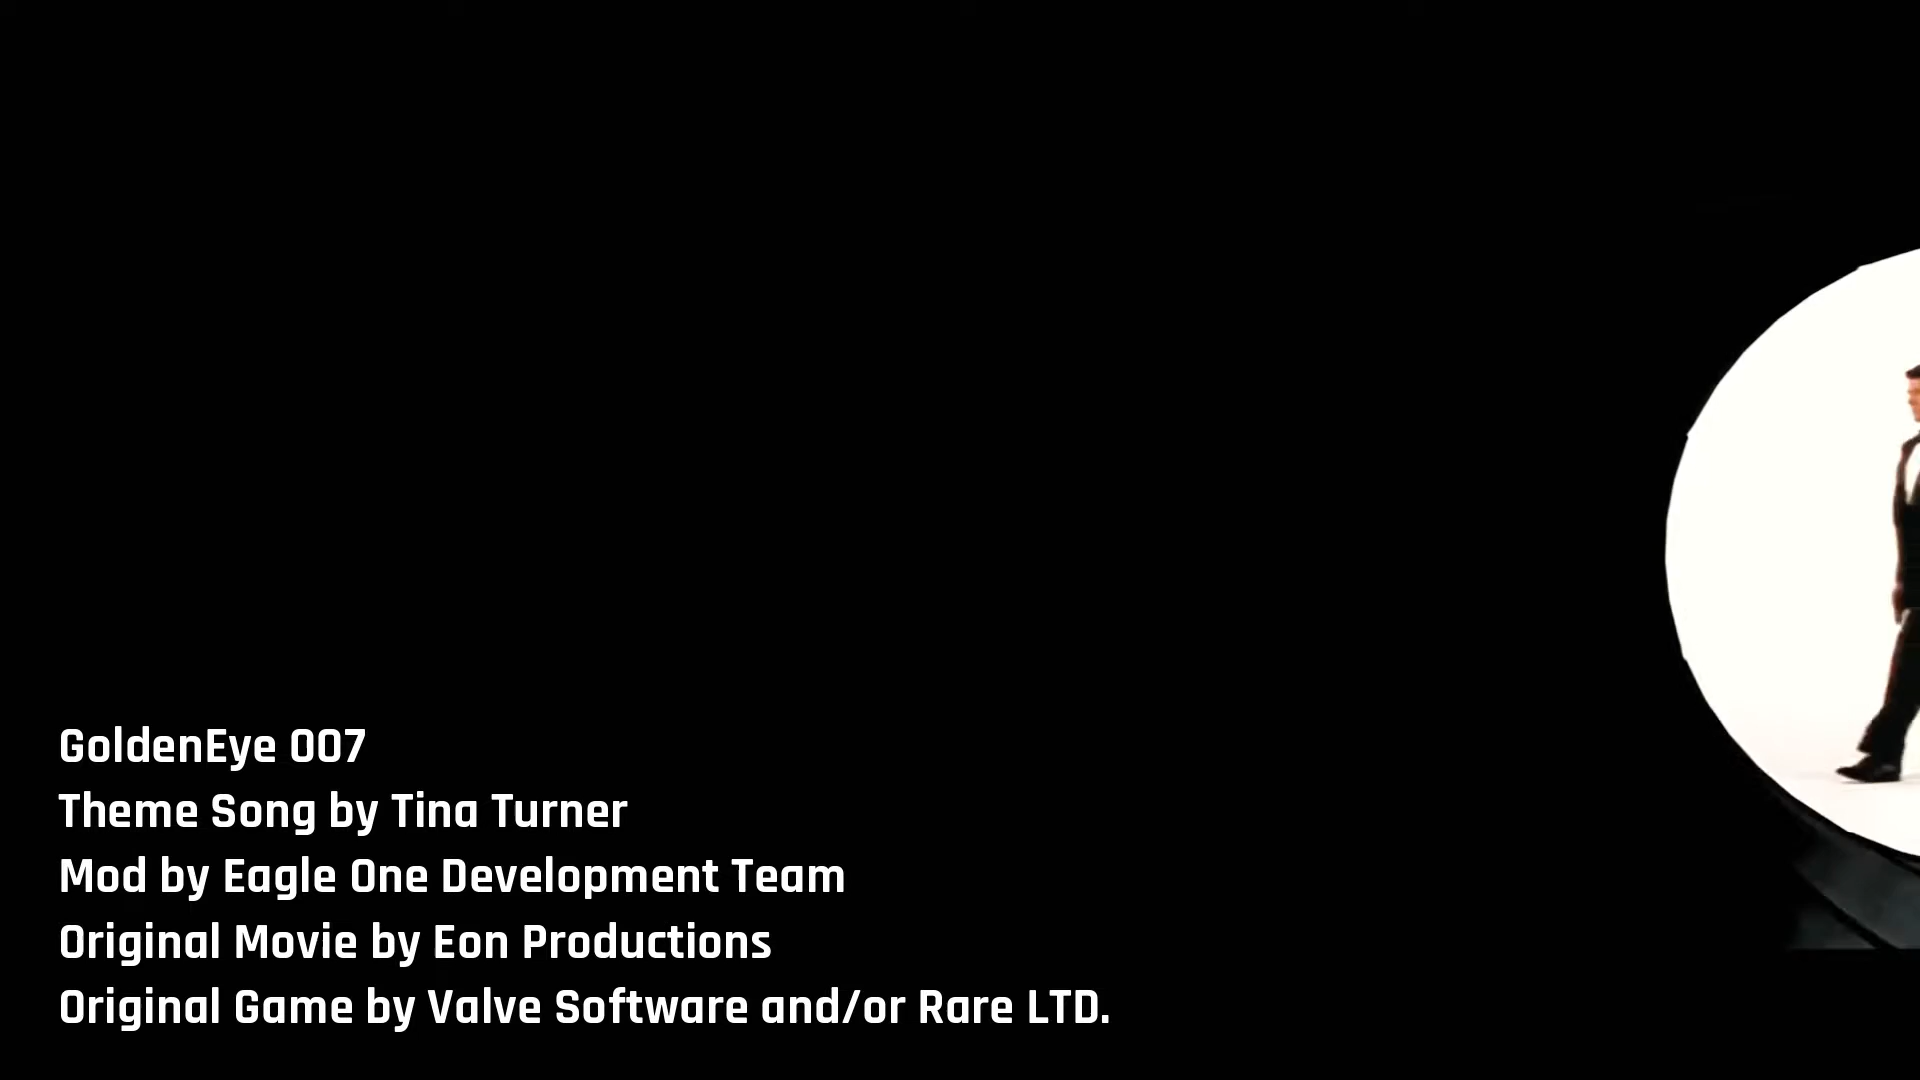 GoldenEye 007
Theme Song by Tina Turner
Mod by Eagle One Development Team
Original Movie by Eon Productions
Original Game by Valve Software and/or Rare LTD.